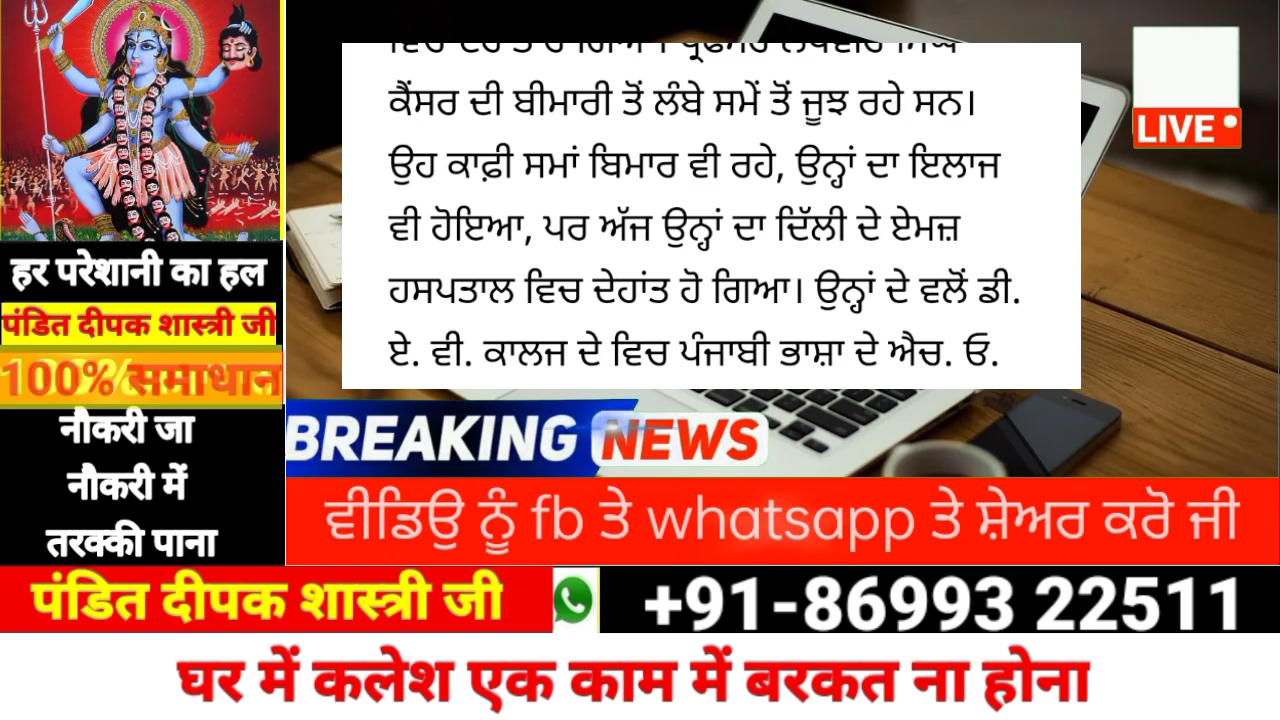 ਕੈਂਸਰ ਦੀ ਬੀਮਾਰੀ ਤੋਂ ਲੰਬੇ ਸਮੇਂ ਤੋਂ ਜੂਝ ਰਹੇ ਸਨ।
ਉਹ ਕਾਫ਼ੀ ਸਮਾਂ ਬਿਮਾਰ ਵੀ ਰਹੇ, ਉਨ੍ਹਾਂ ਦਾ ਇਲਾਜ
ਵੀ ਹੋਇਆ, ਪਰ ਅੱਜ ਉਨ੍ਹਾਂ ਦਾ ਦਿੱਲੀ ਦੇ ਏਮਜ਼
ਹਸਪਤਾਲ ਵਿਚ ਦੇਹਾਂਤ ਹੋ ਗਿਆ। ਉਨ੍ਹਾਂ ਦੇ ਵਲੋਂ ਡੀ.
ਏ. ਵੀ. ਕਾਲਜ ਦੇ ਵਿਚ ਪੰਜਾਬੀ ਭਾਸ਼ਾ ਦੇ ਐਚ. ਓ.
LIVE
हर परेशानी का हल
पंडित दीपक शास्त्री जी
100% समाधान
नौकरी जा
नौकरी में
तरक्की पाना
BREAKING NEWS
ਵੀਡਿਉ ਨੂੰ fb ਤੇ whatsapp ਤੇ ਸ਼ੇਅਰ ਕਰੋ ਜੀ
पंडित दीपक शास्त्री जी
+91-86993 22511
घर में कलेश एक काम में बरकत ना होना